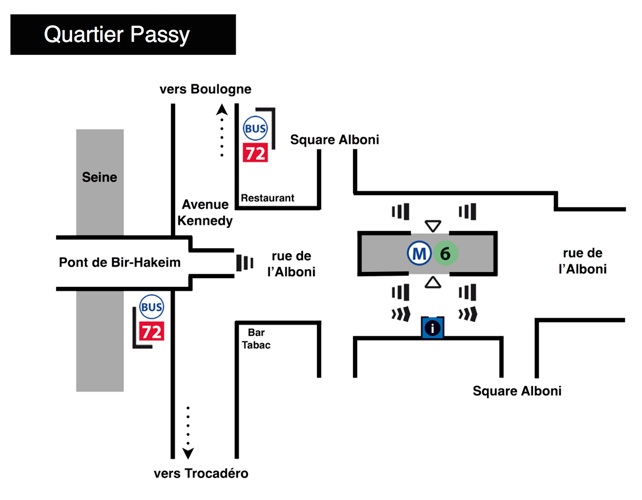 Quartier Passy
vers Boulogne
BUS
72
Square Alboni
Seine
Restaurant
Avenue
Kennedy
Pont de Bir-Hakeim
rue de
l'Alboni
M 6
rue de
l'Alboni
BUS
72
i
Bar
Tabac
Square Alboni
vers Trocadéro